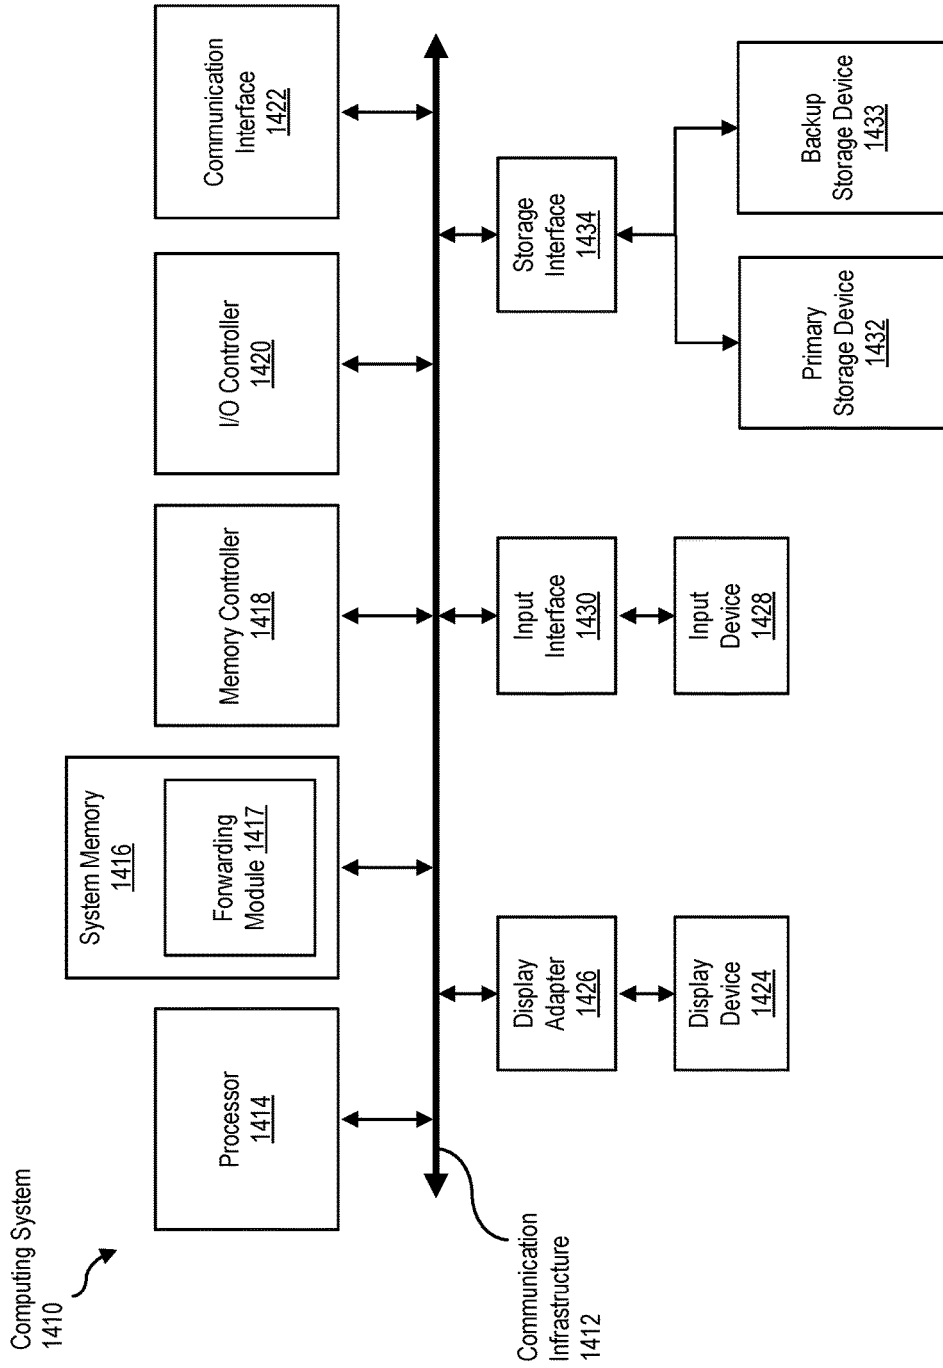 Computing System
1410
Processor
1414
System Memory
1416
Forwarding
Module 1417
Memory Controller
1418
I/O Controller
1420
Communication
Interface
1422
Communication
Infrastructure
1412
Display
Adapter
1426
Input
Interface
1430
Storage
Interface
1434
Display
Device
1424
Input
Device
1428
Primary
Storage Device
1432
Backup
Storage Device
1433